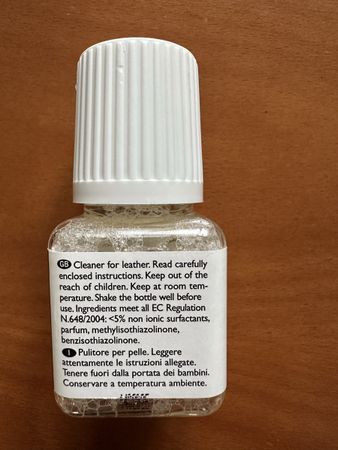 GB Cleaner for leather. Read carefully
enclosed instructions. Keep out of the
reach of children. Keep at room tem-
perature. Shake the bottle well before
use. Ingredients meet all EC Regulation
N.648/2004: <5% non ionic surfactants,
parfum, methylisothiazolinone,
benzisothiazolinone.
I Pulitore per pelle. Leggere
attentamente le istruzioni allegate.
Tenere fuori dalla portata dei bambini.
Conservare a temperatura ambiente.